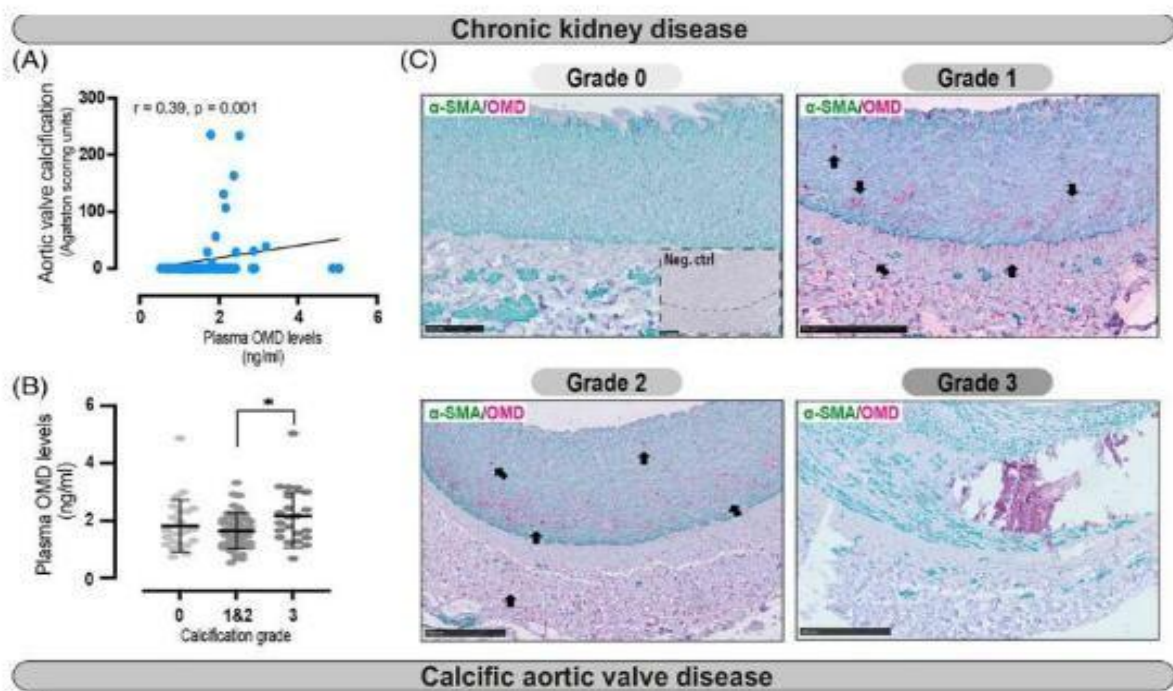 Chronic kidney disease
(A)
r = 0.39, p = 0.001
Aortic valve calcification
(Agatston scoring units)
300
200
100
0
0
2
4
6
Plasma OMD levels
(ng/ml)
(B)
*
Plasma OMD levels
(ng/ml)
6
4
2
0
0
1&2
3
Calcification grade
(C)
Grade 0
α-SMA/OMD
Neg. ctrl
Grade 1
α-SMA/OMD
Grade 2
α-SMA/OMD
Grade 3
α-SMA/OMD
Calcific aortic valve disease